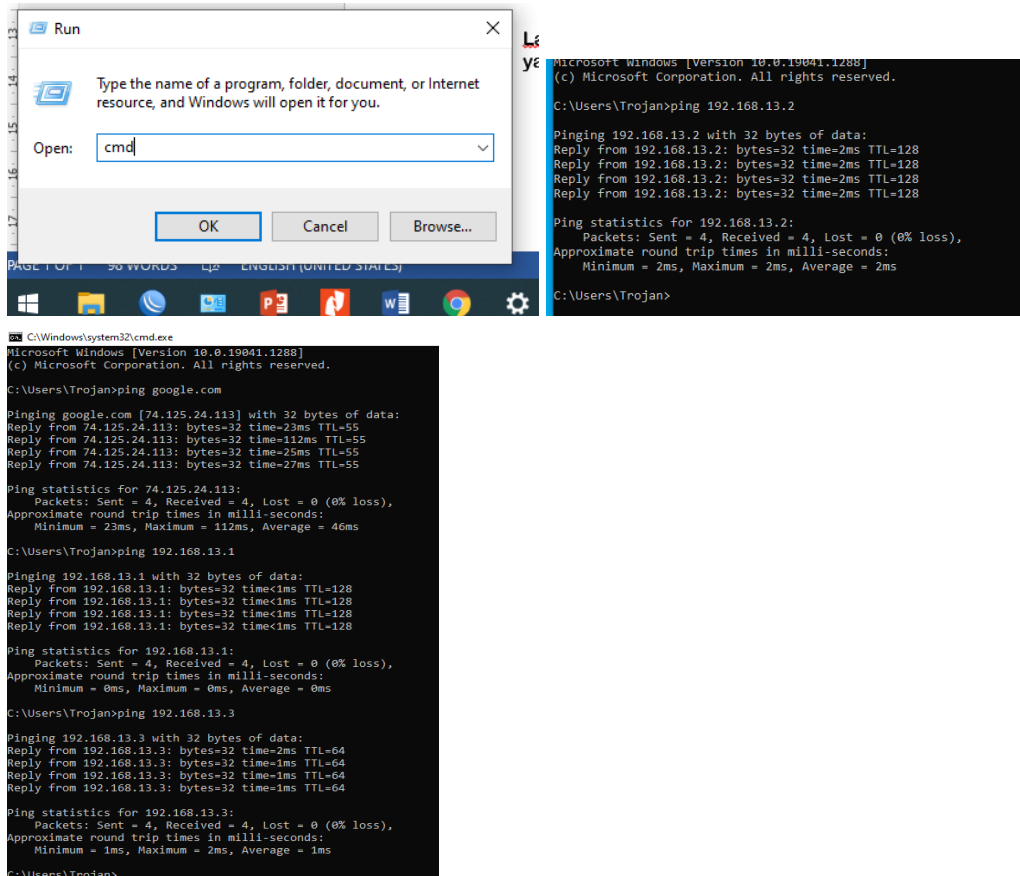 Run
Type the name of a program, folder, document, or Internet
resource, and Windows will open it for you.
Open:
cmd
OK
Cancel
Browse...
13
14
15
16
17
PAGE 1 OF 1
98 WORDS
ENGLISH (UNITED STATES)
Microsoft Windows [Version 10.0.19041.1288]
(c) Microsoft Corporation. All rights reserved.
C:\Users\Trojan>ping 192.168.13.2
Pinging 192.168.13.2 with 32 bytes of data:
Reply from 192.168.13.2: bytes=32 time=2ms TTL=128
Reply from 192.168.13.2: bytes=32 time=2ms TTL=128
Reply from 192.168.13.2: bytes=32 time=2ms TTL=128
Reply from 192.168.13.2: bytes=32 time=2ms TTL=128
Ping statistics for 192.168.13.2:
Packets: Sent = 4, Received = 4, Lost = 0 (0% loss),
Approximate round trip times in milli-seconds:
Minimum = 2ms, Maximum = 2ms, Average = 2ms
C:\Users\Trojan>
C:\Windows\system32\cmd.exe
Microsoft Windows [Version 10.0.19041.1288]
(c) Microsoft Corporation. All rights reserved.
C:\Users\Trojan>ping google.com
Pinging google.com [74.125.24.113] with 32 bytes of data:
Reply from 74.125.24.113: bytes=32 time=23ms TTL=55
Reply from 74.125.24.113: bytes=32 time=112ms TTL=55
Reply from 74.125.24.113: bytes=32 time=25ms TTL=55
Reply from 74.125.24.113: bytes=32 time=27ms TTL=55
Ping statistics for 74.125.24.113:
Packets: Sent = 4, Received = 4, Lost = 0 (0% loss),
Approximate round trip times in milli-seconds:
Minimum = 23ms, Maximum = 112ms, Average = 46ms
C:\Users\Trojan>ping 192.168.13.1
Pinging 192.168.13.1 with 32 bytes of data:
Reply from 192.168.13.1: bytes=32 time<1ms TTL=128
Reply from 192.168.13.1: bytes=32 time<1ms TTL=128
Reply from 192.168.13.1: bytes=32 time<1ms TTL=128
Reply from 192.168.13.1: bytes=32 time<1ms TTL=128
Ping statistics for 192.168.13.1:
Packets: Sent = 4, Received = 4, Lost = 0 (0% loss),
Approximate round trip times in milli-seconds:
Minimum = 0ms, Maximum = 0ms, Average = 0ms
C:\Users\Trojan>ping 192.168.13.3
Pinging 192.168.13.3 with 32 bytes of data:
Reply from 192.168.13.3: bytes=32 time=2ms TTL=64
Reply from 192.168.13.3: bytes=32 time=1ms TTL=64
Reply from 192.168.13.3: bytes=32 time=1ms TTL=64
Reply from 192.168.13.3: bytes=32 time=1ms TTL=64
Ping statistics for 192.168.13.3:
Packets: Sent = 4, Received = 4, Lost = 0 (0% loss),
Approximate round trip times in milli-seconds:
Minimum = 1ms, Maximum = 2ms, Average = 1ms
C:\Users\Trojan>